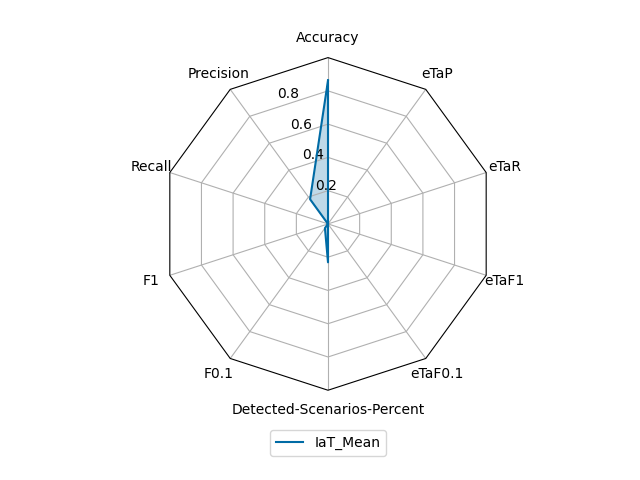 Accuracy
Precision
eTaP
0.8
0.6
0.4
Recall
eTaR
0.2
F1
eTaF1
F0.1
eTaF0.1
Detected-Scenarios-Percent
IaT_Mean